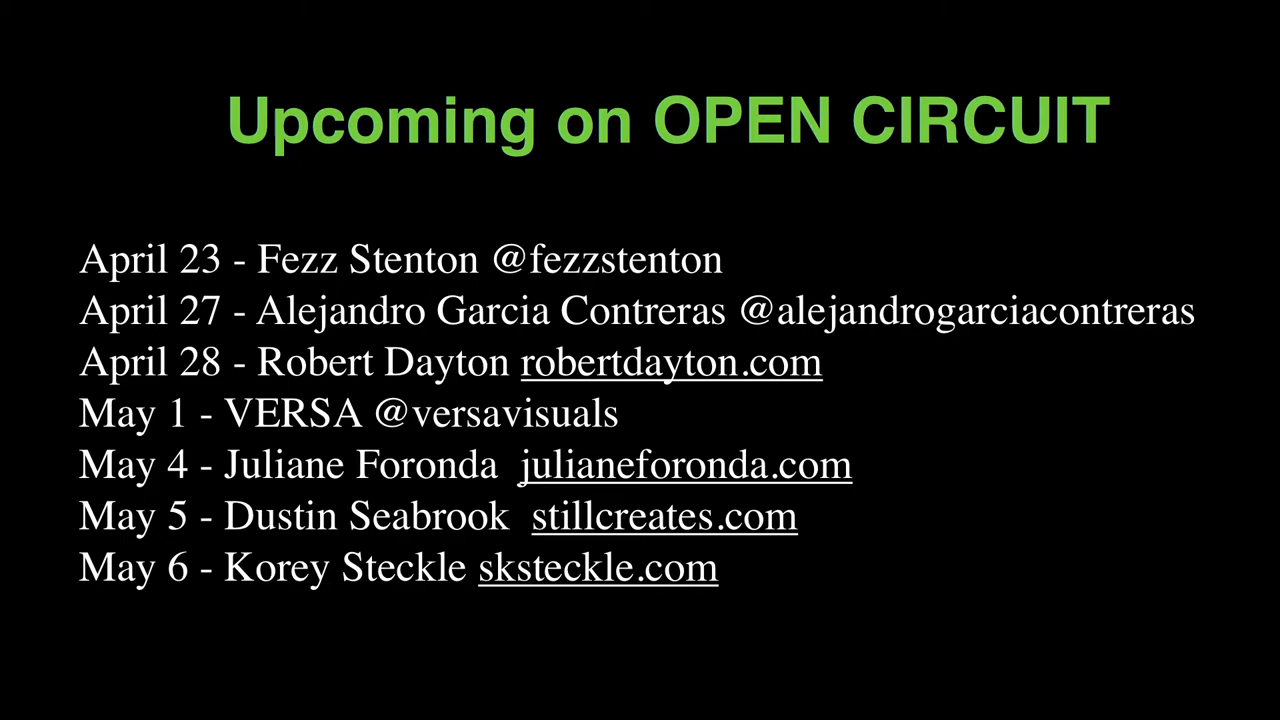 Upcoming on OPEN CIRCUIT
April 23 - Fezz Stenton @fezzstenton
April 27 - Alejandro Garcia Contreras @alejandrogarciacontreras
April 28 - Robert Dayton robertdayton.com
May 1 - VERSA @versavisuals
May 4 - Juliane Foronda  julianeforonda.com
May 5 - Dustin Seabrook  stillcreates.com
May 6 - Korey Steckle sksteckle.com